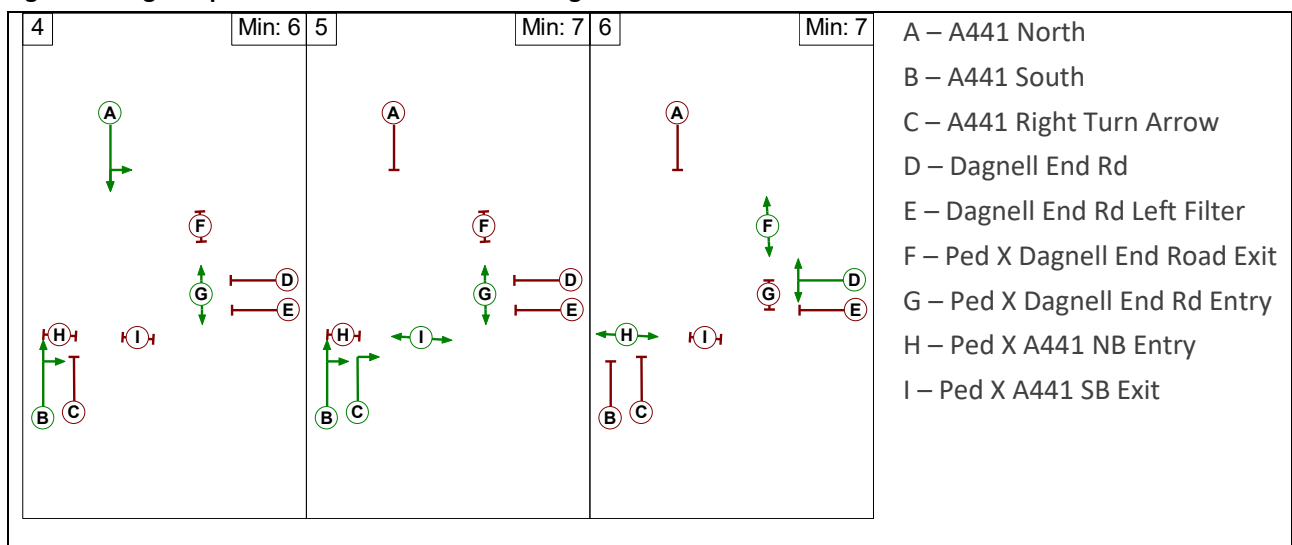 4 Min: 6 5 Min: 7 6 Min: 7
A – A441 North
B – A441 South
C – A441 Right Turn Arrow
D – Dagnell End Rd
E – Dagnell End Rd Left Filter
F – Ped X Dagnell End Road Exit
G – Ped X Dagnell End Rd Entry
H – Ped X A441 NB Entry
I – Ped X A441 SB Exit
A A A
F F F
D D D
G G G
E E E
H I H I H I
B C B C B C